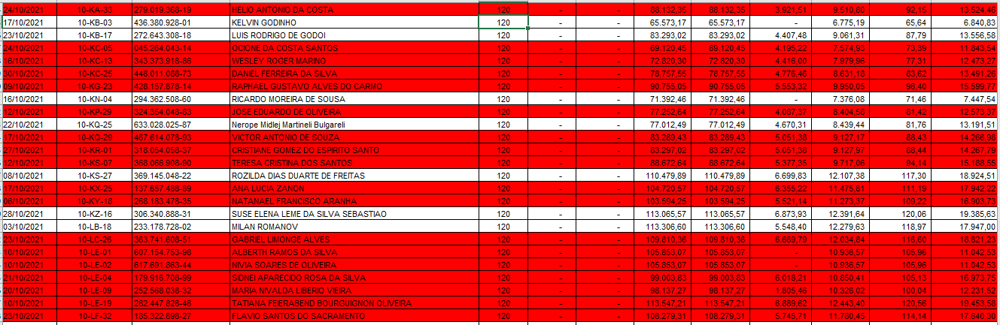 24/10/2021 10-KA-33 279.019.368-19 HELIO ANTONIO DA COSTA 120 - - 88.132,35 88.132,35 3.921,51 9.510,80 92,15 13.524,46
17/10/2021 10-KB-03 436.380.928-01 KELVIN GODINHO 120 - - 65.573,17 65.573,17 - 6.775,19 65,64 6.840,83
23/10/2021 10-KB-17 272.643.308-18 LUIS RODRIGO DE GODOI 120 - - 83.293,02 83.293,02 4.407,48 9.061,31 87,79 13.556,58
24/10/2021 10-KC-05 045.264.043-14 OCIONE DA COSTA SANTOS 120 - - 69.120,45 69.120,45 4.195,22 7.574,93 73,39 11.843,54
16/10/2021 10-KC-13 343.373.918-86 WESLEY ROGER MARINO 120 - - 72.820,30 72.820,30 4.416,00 7.979,96 77,31 12.473,27
30/10/2021 10-KC-25 448.011.088-73 DANIEL FERREIRA DA SILVA 120 - - 78.757,55 78.757,55 4.776,46 8.631,18 83,62 13.491,26
09/10/2021 10-KG-23 428.157.878-14 RAPHAEL GUSTAVO ALVES DO CARMO 120 - - 90.755,05 90.755,05 5.553,32 9.950,05 96,40 15.599,77
16/10/2021 10-KN-04 294.362.508-60 RICARDO MOREIRA DE SOUSA 120 - - 71.392,46 71.392,46 - 7.376,08 71,46 7.447,54
12/10/2021 10-KP-29 324.354.048-83 JOSE EDUARDO DE OLIVEIRA 120 - - 77.252,64 77.252,64 4.087,37 8.404,58 81,42 12.573,37
22/10/2021 10-KQ-25 633.028.025-87 Nerope Midlej Martineli Bulgareli 120 - - 77.012,49 77.012,49 4.670,31 8.439,44 81,76 13.191,51
17/10/2021 10-KQ-29 467.614.078-93 VICTOR ANTONIO DE SOUZA 120 - - 83.289,43 83.289,43 5.051,38 9.127,17 88,43 14.266,98
27/10/2021 10-KR-01 318.054.058-37 CRISTIANE GOMEZ DO ESPIRITO SANTO 120 - - 83.297,02 83.297,02 5.051,38 9.127,97 88,44 14.267,79
12/10/2021 10-KS-07 368.066.908-90 TERESA CRISTINA DOS SANTOS 120 - - 88.672,64 88.672,64 5.377,35 9.717,06 94,14 15.188,55
08/10/2021 10-KS-27 369.145.048-22 ROZILDA DIAS DUARTE DE FREITAS 120 - - 110.479,89 110.479,89 6.699,83 12.107,38 117,30 18.924,51
17/10/2021 10-KX-25 137.657.488-89 ANA LUCIA ZANON 120 - - 104.720,57 104.720,57 6.355,22 11.475,81 111,19 17.942,22
06/10/2021 10-KY-18 268.183.478-35 NATANAEL FRANCISCO ARANHA 120 - - 103.594,25 103.594,25 5.521,14 11.273,37 109,22 16.903,73
28/10/2021 10-KZ-16 306.340.888-31 SUSE ELENA LEME DA SILVA SEBASTIAO 120 - - 113.065,57 113.065,57 6.873,93 12.391,64 120,06 19.385,63
03/10/2021 10-LB-18 233.178.728-02 MILAN ROMANOV 120 - - 113.306,60 113.306,60 5.548,40 12.279,63 118,97 17.947,00
23/10/2021 10-LC-26 363.741.608-51 GABRIEL LIMONGE ALVES 120 - - 109.810,36 109.810,36 6.669,79 12.034,84 116,60 18.821,23
10/10/2021 10-LE-01 607.154.753-98 ALBERTH RAMOS DA SILVA 120 - - 105.853,07 105.853,07 - 10.936,57 105,96 11.042,53
10/10/2021 10-LE-02 617.691.863-44 NIVIA SOARES DE OLIVEIRA 120 - - 105.853,07 105.853,07 - 10.936,57 105,96 11.042,53
21/10/2021 10-LE-04 179.916.708-99 SIDNEI APARECIDO ROSA DA SILVA 120 - - 99.003,83 99.003,83 6.018,21 10.850,41 105,13 16.973,75
20/10/2021 10-LE-09 252.568.038-32 MARIA NIVALDA LIBERIO VIEIRA 120 - - 98.137,27 98.137,27 1.805,46 10.326,02 100,04 12.231,52
10/10/2021 10-LE-19 282.447.828-46 TATIANA FEIERABEND BOURGUIGNON OLIVEIRA 120 - - 113.547,21 113.547,21 6.889,62 12.443,40 120,56 19.453,58
23/10/2021 10-LF-32 185.322.898-27 FLAVIO SANTOS DO SACRAMENTO 120 - - 108.279,31 108.279,31 5.745,71 11.780,45 114,14 17.640,30